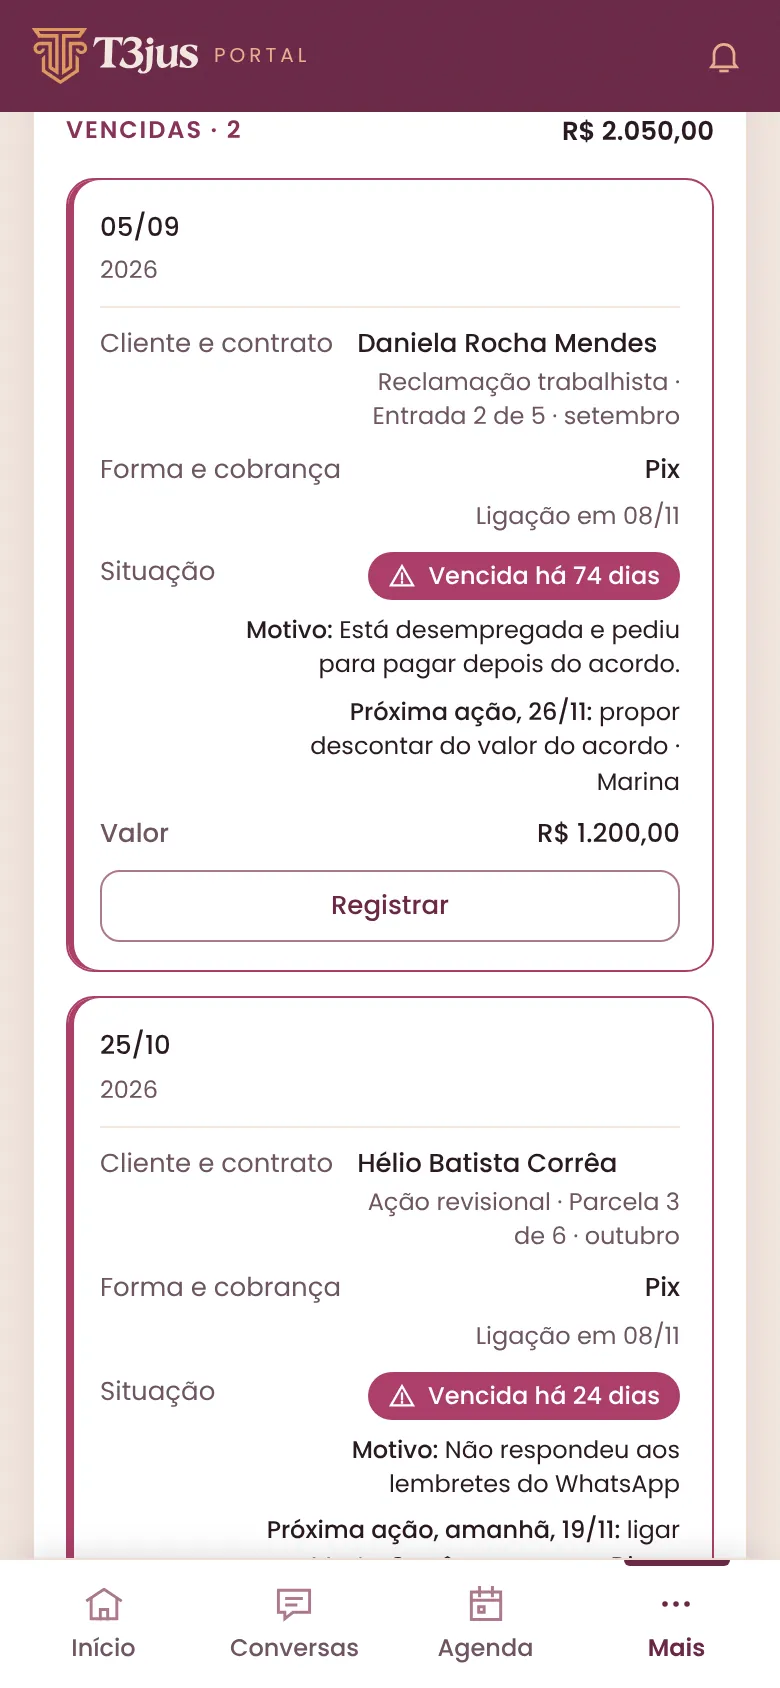 T3jus PORTAL
VENCIDAS · 2 R$ 2.050,00
05/09
2026
Cliente e contrato Daniela Rocha Mendes
Reclamação trabalhista ·
Entrada 2 de 5 · setembro
Forma e cobrança Pix
Ligação em 08/11
Situação Vencida há 74 dias
Motivo: Está desempregada e pediu
para pagar depois do acordo.
Próxima ação, 26/11: propor
descontar do valor do acordo ·
Marina
Valor R$ 1.200,00
Registrar
25/10
2026
Cliente e contrato Hélio Batista Corrêa
Ação revisional · Parcela 3
de 6 · outubro
Forma e cobrança Pix
Ligação em 08/11
Situação Vencida há 24 dias
Motivo: Não respondeu aos
lembretes do WhatsApp
Próxima ação, amanhã, 19/11: ligar
Início Conversas Agenda Mais